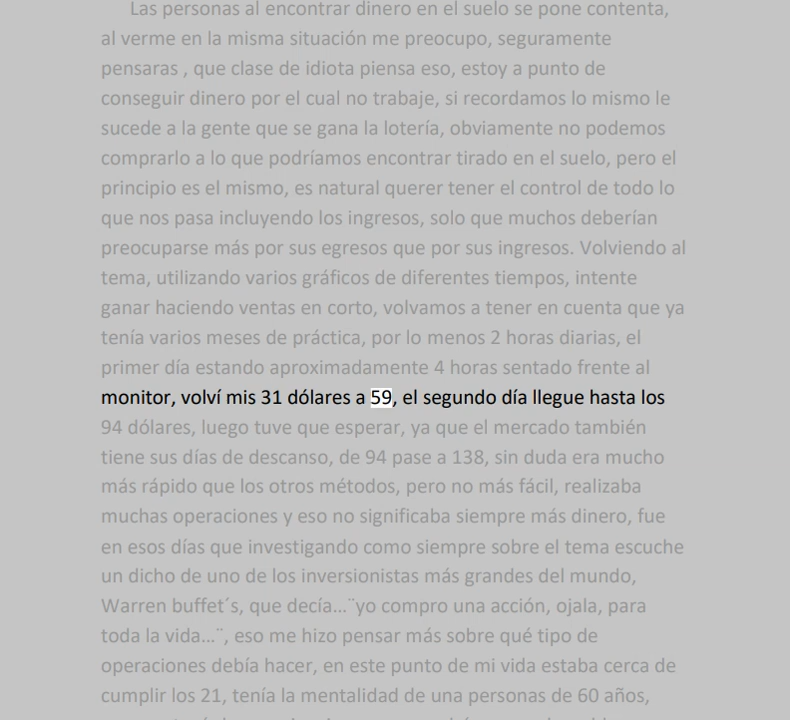 Las personas al encontrar dinero en el suelo se pone contenta,
al verme en la misma situación me preocupo, seguramente
pensaras , que clase de idiota piensa eso, estoy a punto de
conseguir dinero por el cual no trabaje, si recordamos lo mismo le
sucede a la gente que se gana la lotería, obviamente no podemos
comprarlo a lo que podríamos encontrar tirado en el suelo, pero el
principio es el mismo, es natural querer tener el control de todo lo
que nos pasa incluyendo los ingresos, solo que muchos deberían
preocuparse más por sus egresos que por sus ingresos. Volviendo al
tema, utilizando varios gráficos de diferentes tiempos, intente
ganar haciendo ventas en corto, volvamos a tener en cuenta que ya
tenía varios meses de práctica, por lo menos 2 horas diarias, el
primer día estando aproximadamente 4 horas sentado frente al
monitor, volví mis 31 dólares a 59, el segundo día llegue hasta los
94 dólares, luego tuve que esperar, ya que el mercado también
tiene sus días de descanso, de 94 pase a 138, sin duda era mucho
más rápido que los otros métodos, pero no más fácil, realizaba
muchas operaciones y eso no significaba siempre más dinero, fue
en esos días que investigando como siempre sobre el tema escuche
un dicho de uno de los inversionistas más grandes del mundo,
Warren buffet´s, que decía...¨yo compro una acción, ojala, para
toda la vida...¨, eso me hizo pensar más sobre qué tipo de
operaciones debía hacer, en este punto de mi vida estaba cerca de
cumplir los 21, tenía la mentalidad de una personas de 60 años,